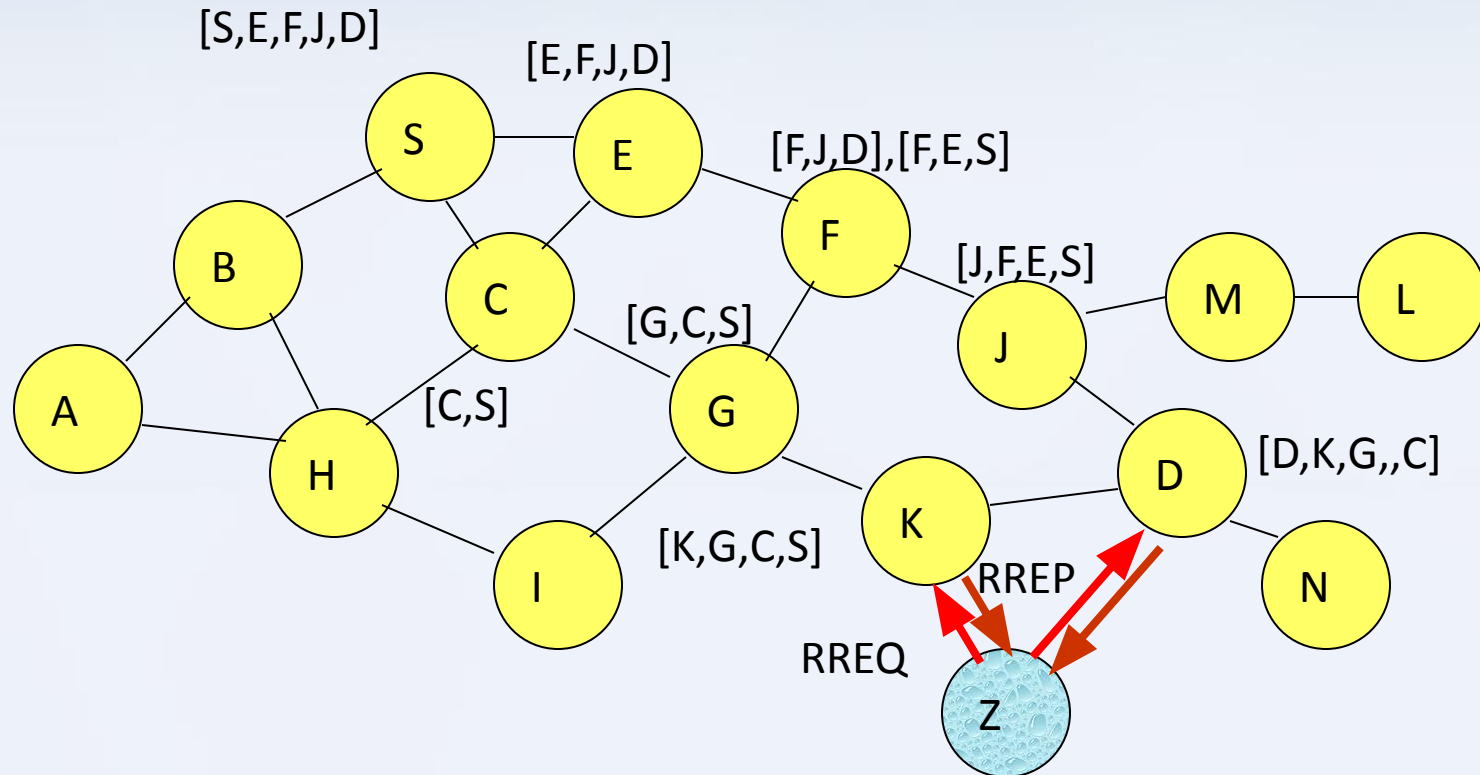 [S,E,F,J,D]
[E,F,J,D]
S
E
[F,J,D],[F,E,S]
F
B
[J,F,E,S]
C
M
L
[G,C,S]
J
A
[C,S]
G
[D,K,G,,C]
H
D
K
[K,G,C,S]
I
RREP
N
RREQ
Z